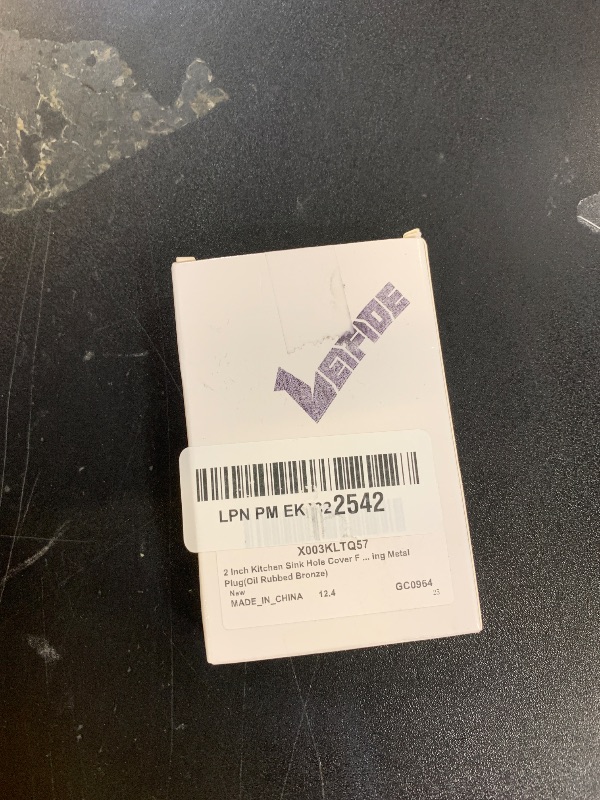 LPN PM EK 2542
X003KLTQ57
2 Inch Kitchen Sink Hole Cover F ... ing Metal
Plug(Oil Rubbed Bronze)
New
MADE_IN_CHINA 12.4 GC0964
25